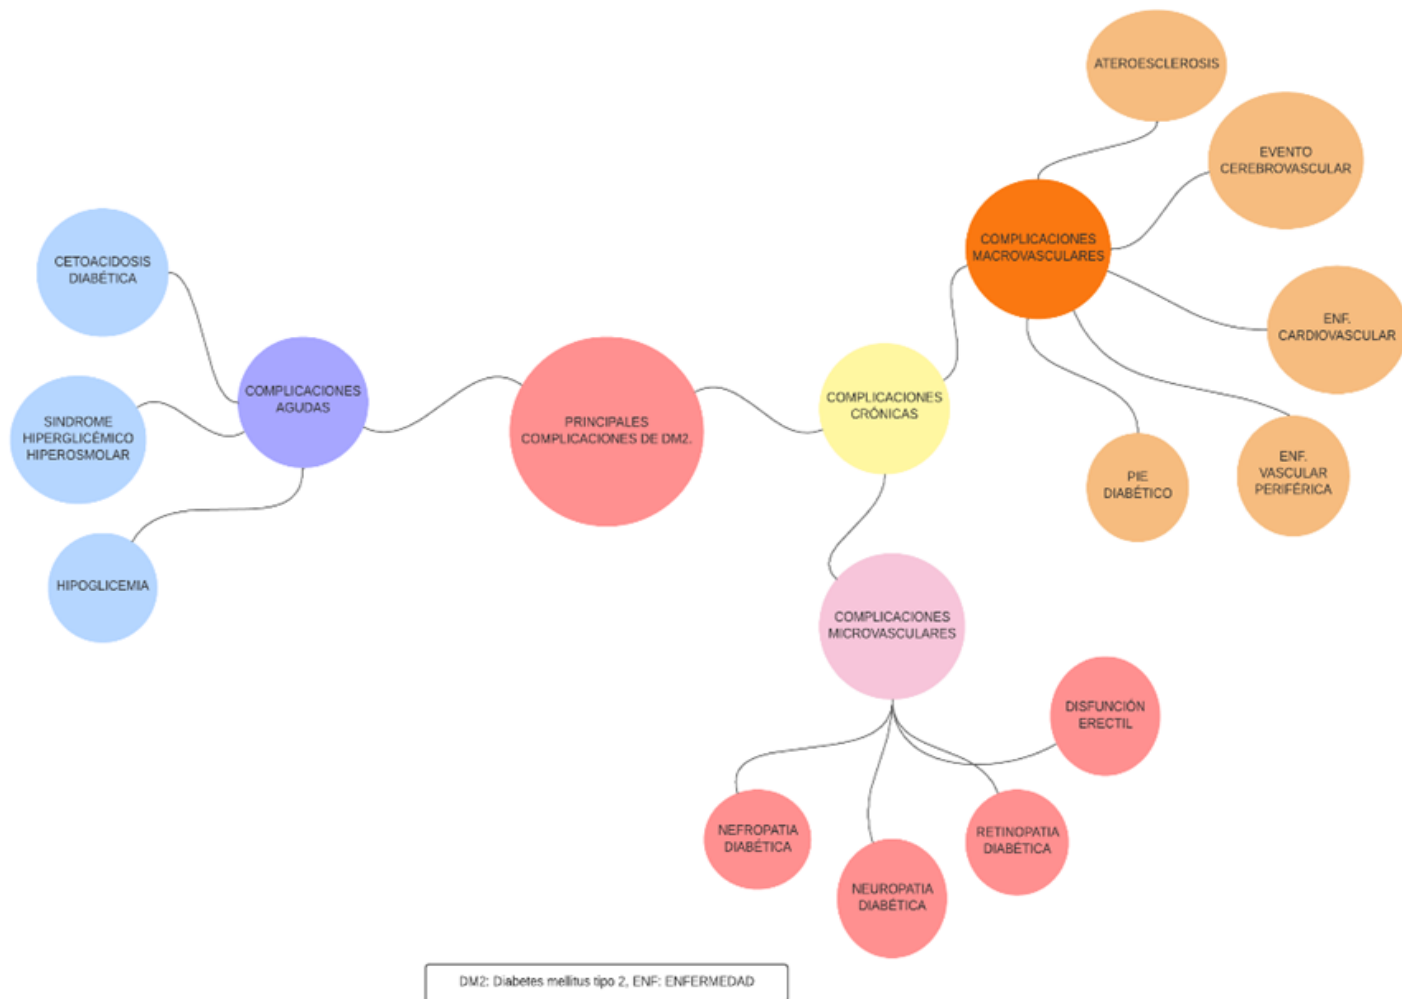 ATEROESCLEROSIS
EVENTO
CEREBROVASCULAR
COMPLICACIONES
MACROVASCULARES
CETOACIDOSIS
DIABÉTICA
ENF.
CARDIOVASCULAR
COMPLICACIONES
AGUDAS
COMPLICACIONES
CRÓNICAS
SINDROME
HIPERGLICÉMICO
HIPEROSMOLAR
PRINCIPALES
COMPLICACIONES DE DM2.
PIE
DIABÉTICO
ENF.
VASCULAR
PERIFÉRICA
HIPOGLICEMIA
COMPLICACIONES
MICROVASCULARES
DISFUNCIÓN
ERECTIL
NEFROPATIA
DIABÉTICA
RETINOPATIA
DIABÉTICA
NEUROPATIA
DIABÉTICA
DM2: Diabetes mellitus tipo 2, ENF: ENFERMEDAD